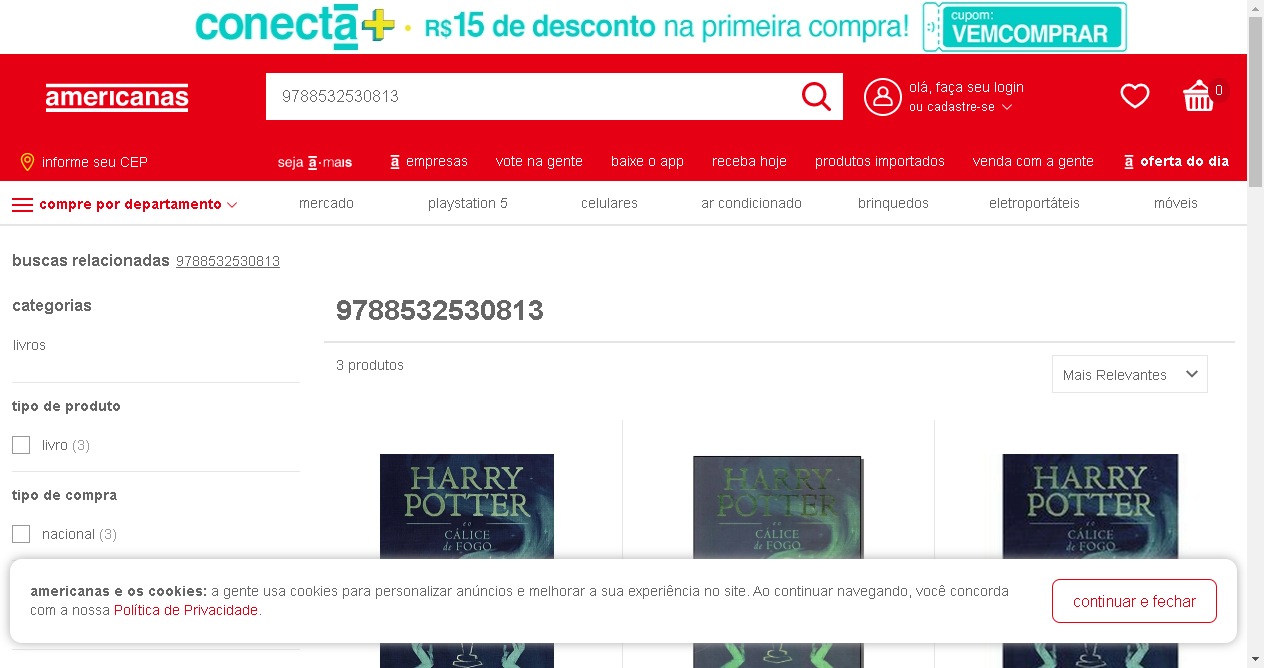 conectã+ • R$15 de desconto na primeira compra!
cupom:
VEMCOMPRAR
americanas
9788532530813
olá, faça seu login
ou cadastre-se
0
informe seu CEP
seja ã•mais
ã empresas
vote na gente
baixe o app
receba hoje
produtos importados
venda com a gente
ã oferta do dia
compre por departamento
mercado
playstation 5
celulares
ar condicionado
brinquedos
eletroportáteis
móveis
buscas relacionadas 9788532530813
categorias
livros
tipo de produto
livro (3)
tipo de compra
nacional (3)
9788532530813
3 produtos
Mais Relevantes
HARRY
POTTER
e o
CÁLICE
de FOGO
HARRY
POTTER
e o
CÁLICE
de FOGO
HARRY
POTTER
e o
CÁLICE
de FOGO
americanas e os cookies: a gente usa cookies para personalizar anúncios e melhorar a sua experiência no site. Ao continuar navegando, você concorda
com a nossa Política de Privacidade.
continuar e fechar